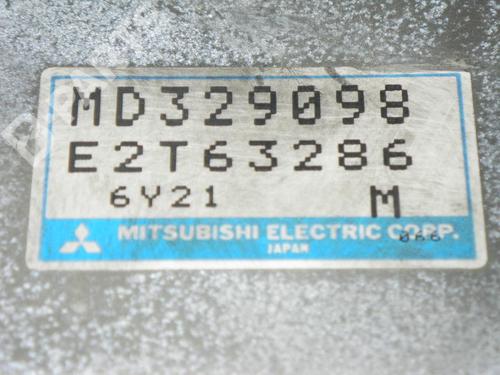 MD329098
E2T63286
6Y21 M
MITSUBISHI ELECTRIC CORP.
JAPAN